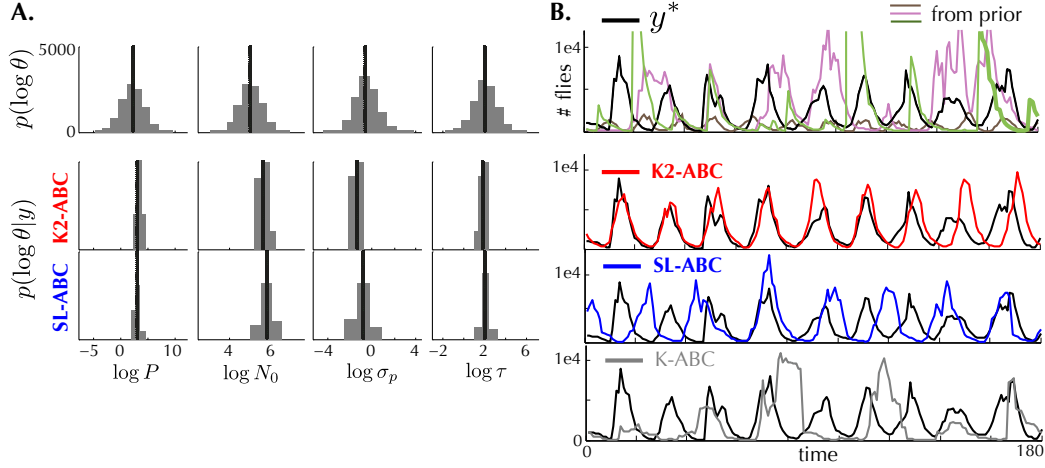 A.
5000
0
p(log θ)
K2-ABC
SL-ABC
p(log θ|y)
-5 0 5 10
4 6 8
-4 0 4
-2 2 6
log P
log N₀
log σₚ
log τ
B.
y*
from prior
1e4
# flies
K2-ABC
1e4
SL-ABC
1e4
K-ABC
1e4
0
time
180